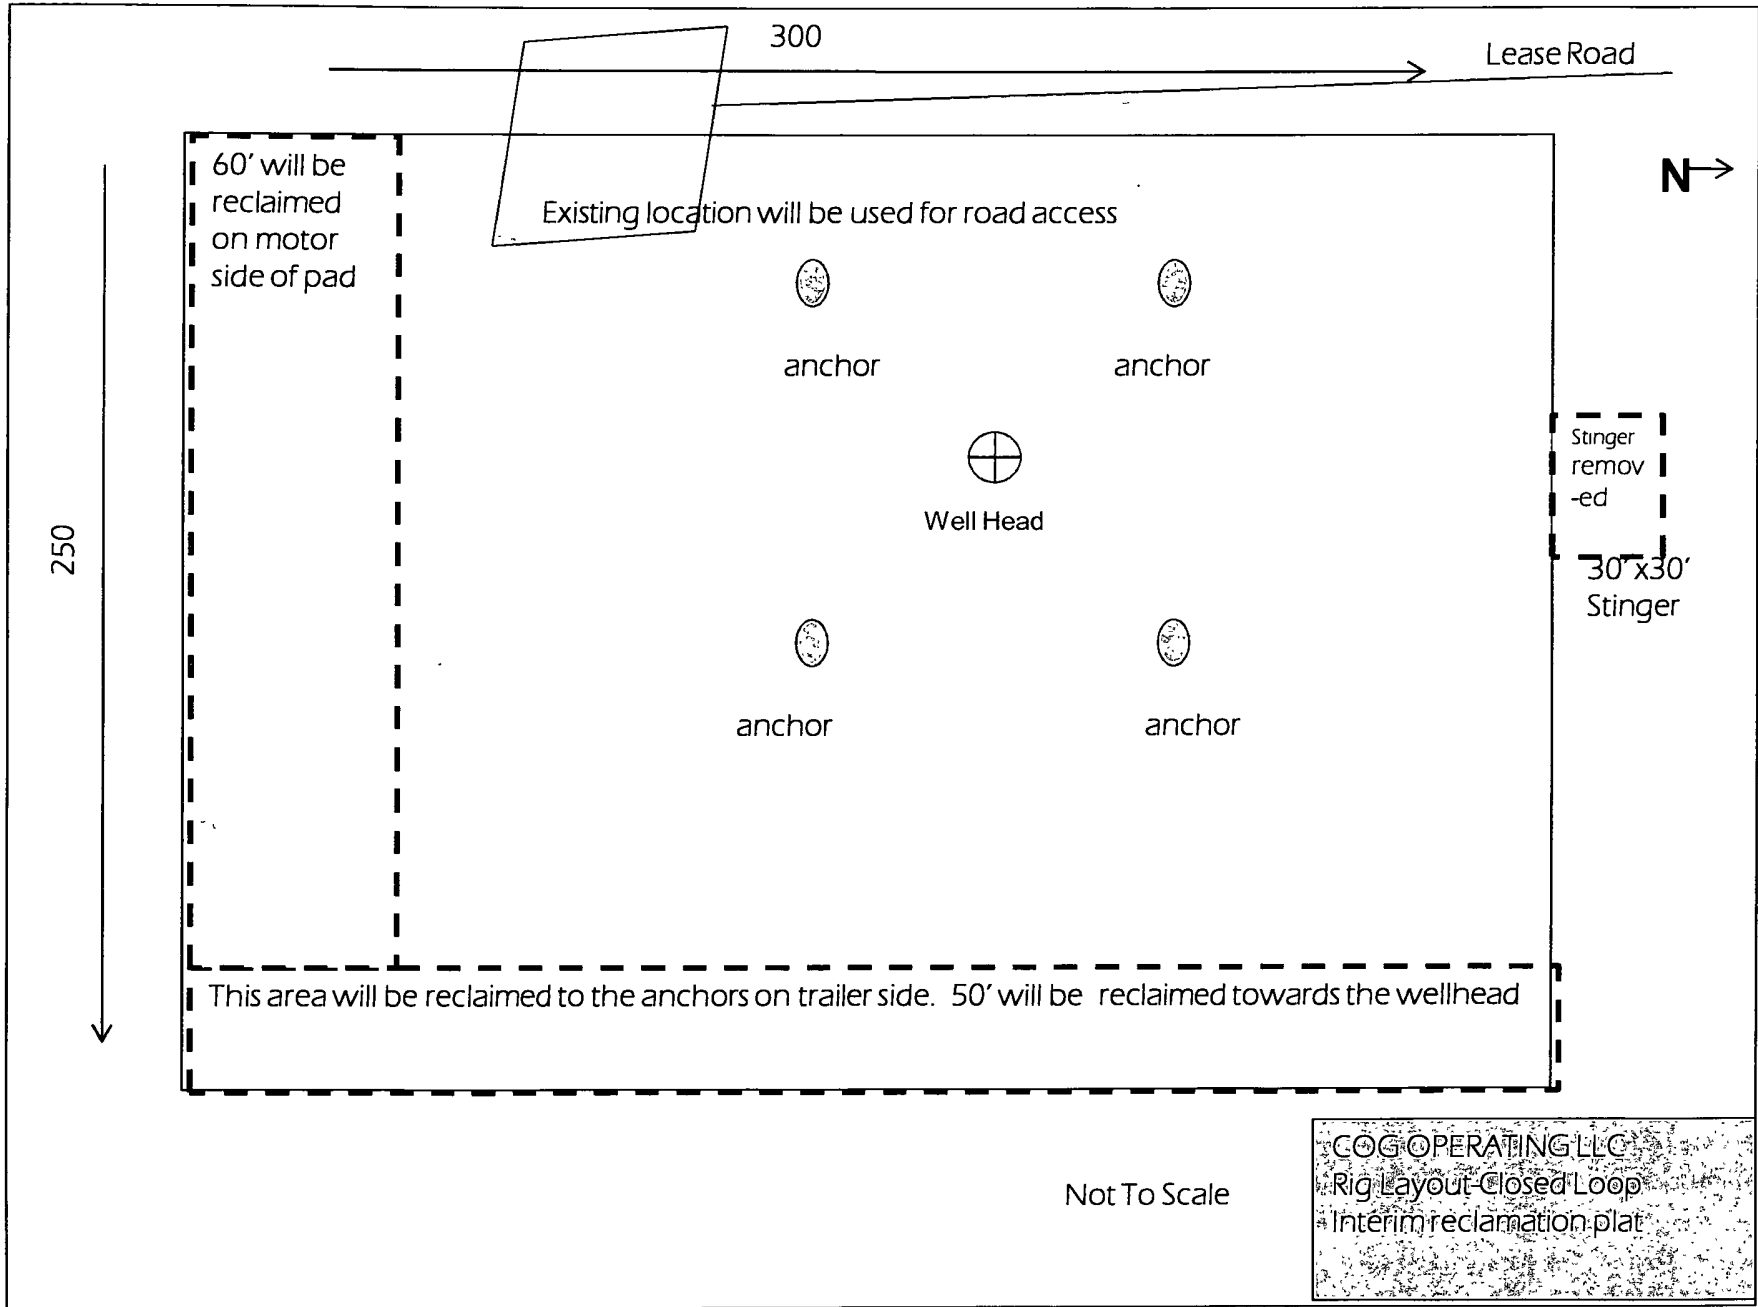 300
Lease Road
60' will be
reclaimed
on motor
side of pad
N
Existing location will be used for road access
anchor
anchor
Stinger
remov
-ed
Well Head
250
30'x30'
Stinger
anchor
anchor
This area will be reclaimed to the anchors on trailer side. 50' will be reclaimed towards the wellhead
Not To Scale
COG OPERATING LLC
Rig Layout-Closed Loop
Interim reclamation plat